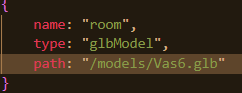 {
name: "room",
type: "glbModel",
path: "/models/Vas6.glb"
}